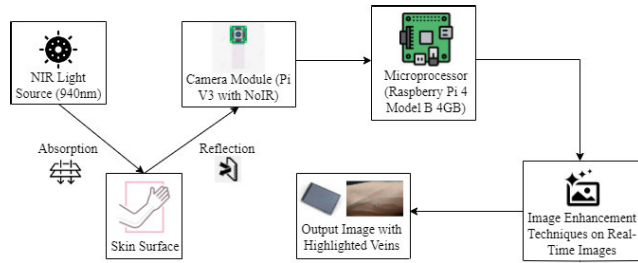 NIR Light
Source (940nm)
Camera Module (Pi
V3 with NoIR)
Microprocessor
(Raspberry Pi 4
Model B 4GB)
Absorption
Reflection
Skin Surface
Output Image with
Highlighted Veins
Image Enhancement
Techniques on Real-
Time Images